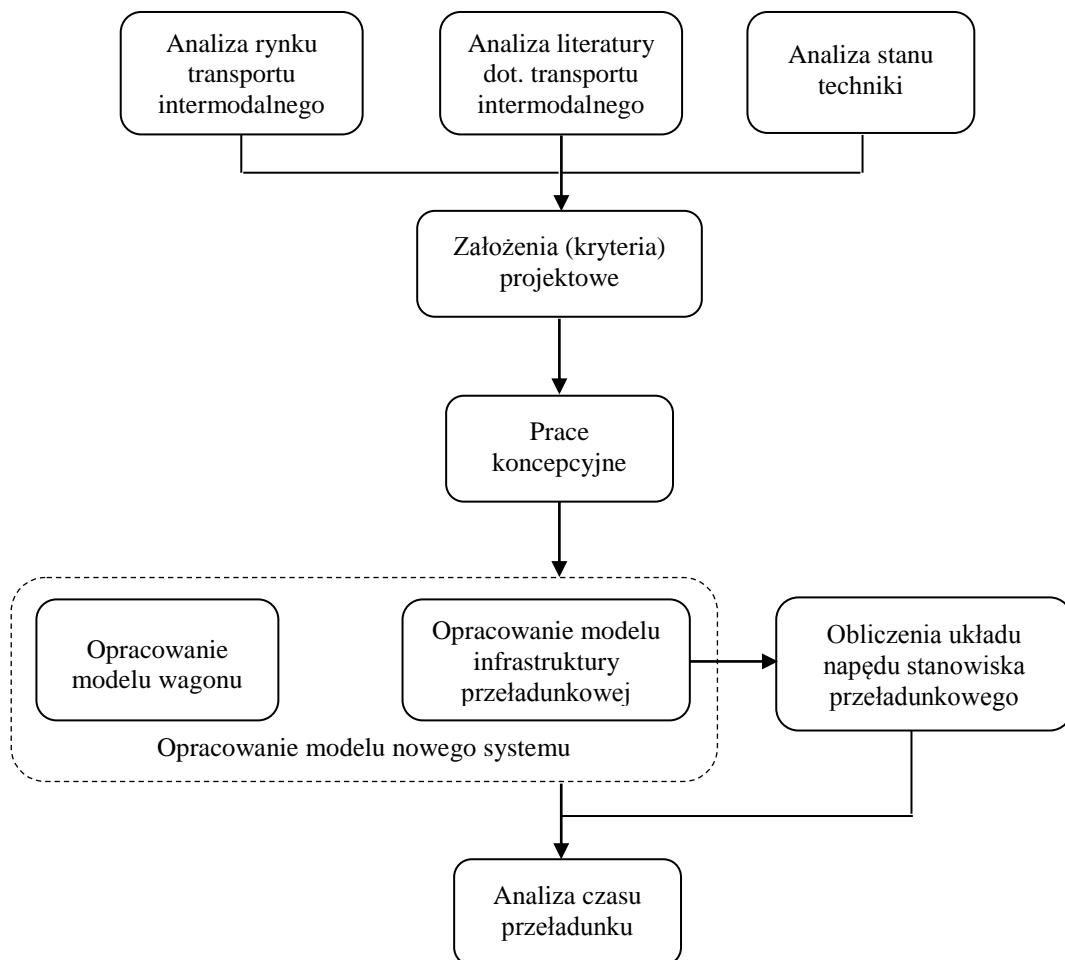 Analiza rynku
transportu
intermodalnego
Analiza literatury
dot. transportu
intermodalnego
Analiza stanu
techniki
Założenia (kryteria)
projektowe
Prace
koncepcyjne
Opracowanie
modelu wagonu
Opracowanie modelu
infrastruktury
przeładunkowej
Obliczenia układu
napędu stanowiska
przeładunkowego
Opracowanie modelu nowego systemu
Analiza czasu
przeładunku